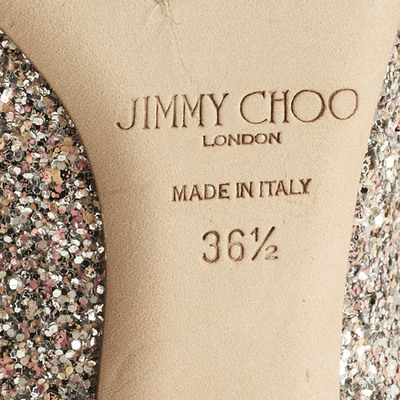 JIMMY CHOO
LONDON
MADE IN ITALY
36½